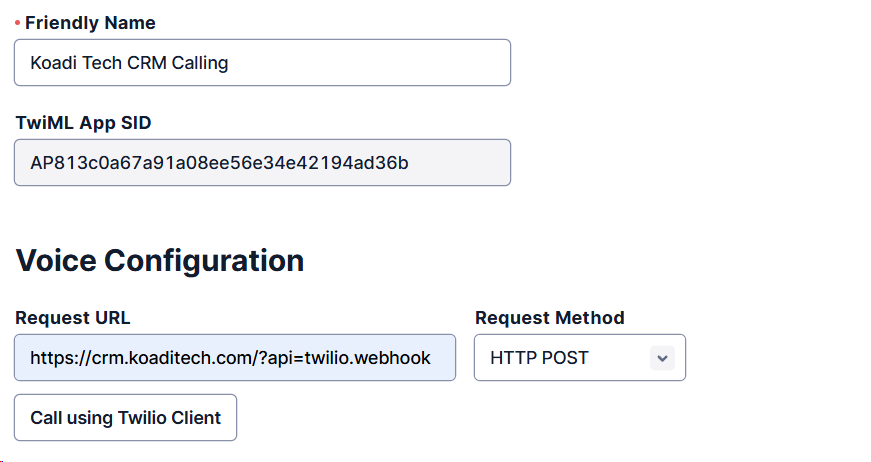 Friendly Name
Koadi Tech CRM Calling
TwiML App SID
AP813c0a67a91a08ee56e34e42194ad36b
Voice Configuration
Request URL
Request Method
https://crm.koaditech.com/?api=twilio.webhook
HTTP POST
Call using Twilio Client